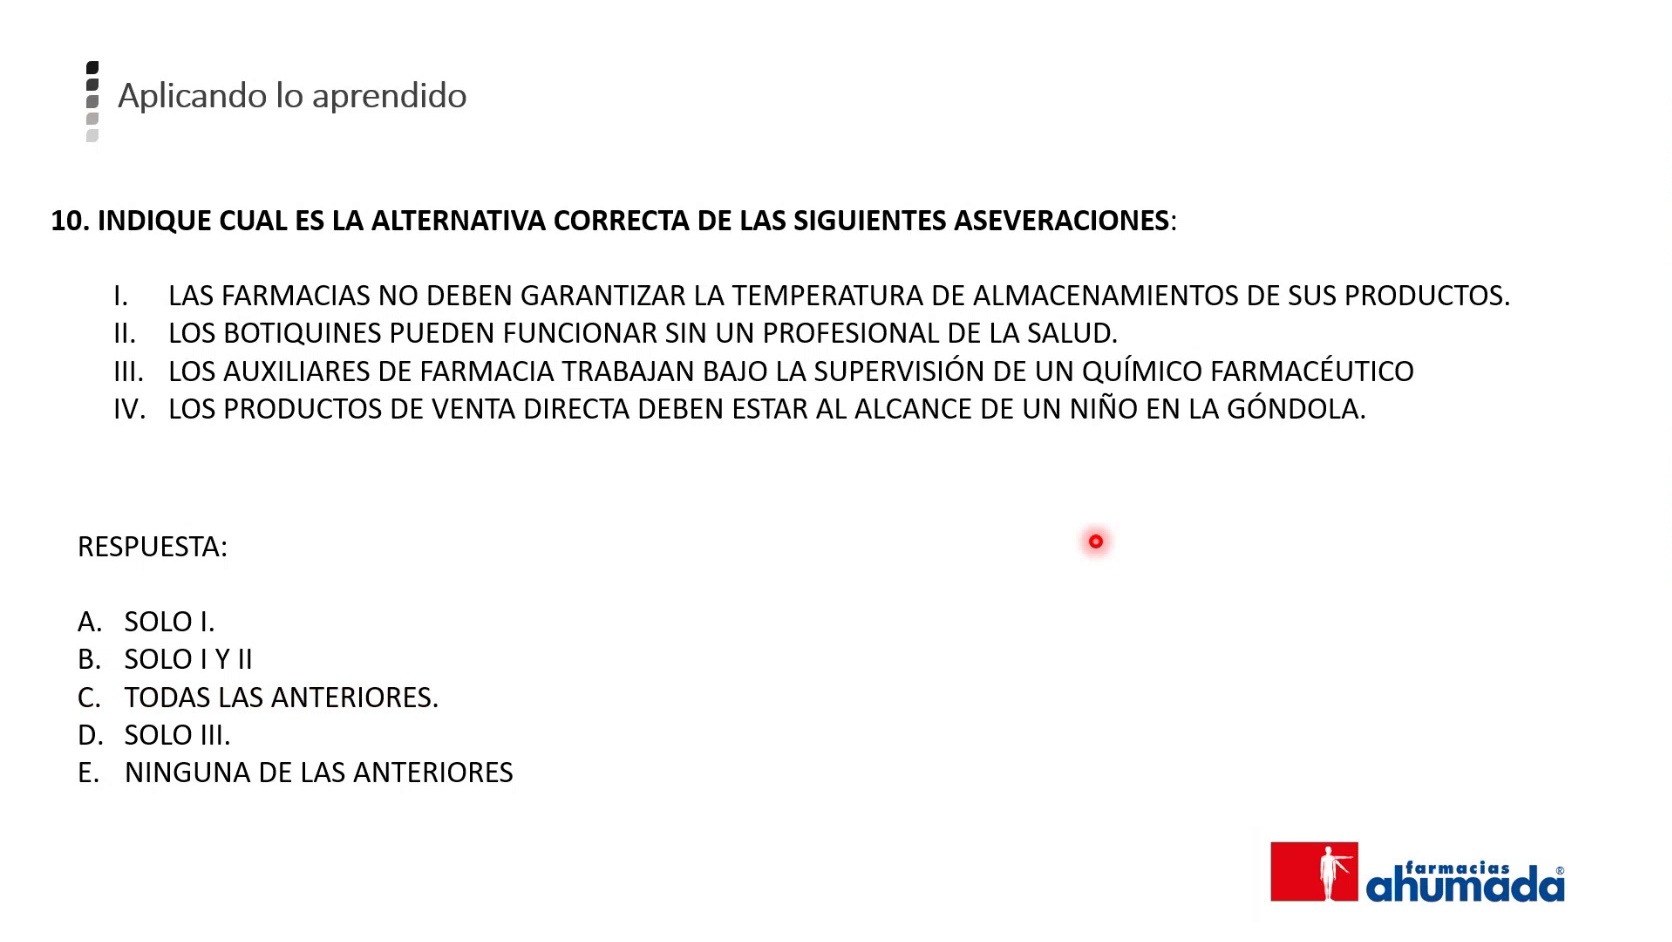 Aplicando lo aprendido
10. INDIQUE CUAL ES LA ALTERNATIVA CORRECTA DE LAS SIGUIENTES ASEVERACIONES:
I. LAS FARMACIAS NO DEBEN GARANTIZAR LA TEMPERATURA DE ALMACENAMIENTOS DE SUS PRODUCTOS.
II. LOS BOTIQUINES PUEDEN FUNCIONAR SIN UN PROFESIONAL DE LA SALUD.
III. LOS AUXILIARES DE FARMACIA TRABAJAN BAJO LA SUPERVISIÓN DE UN QUÍMICO FARMACÉUTICO
IV. LOS PRODUCTOS DE VENTA DIRECTA DEBEN ESTAR AL ALCANCE DE UN NIÑO EN LA GÓNDOLA.
RESPUESTA:
A. SOLO I.
B. SOLO I Y II
C. TODAS LAS ANTERIORES.
D. SOLO III.
E. NINGUNA DE LAS ANTERIORES
farmacias
ahumada®